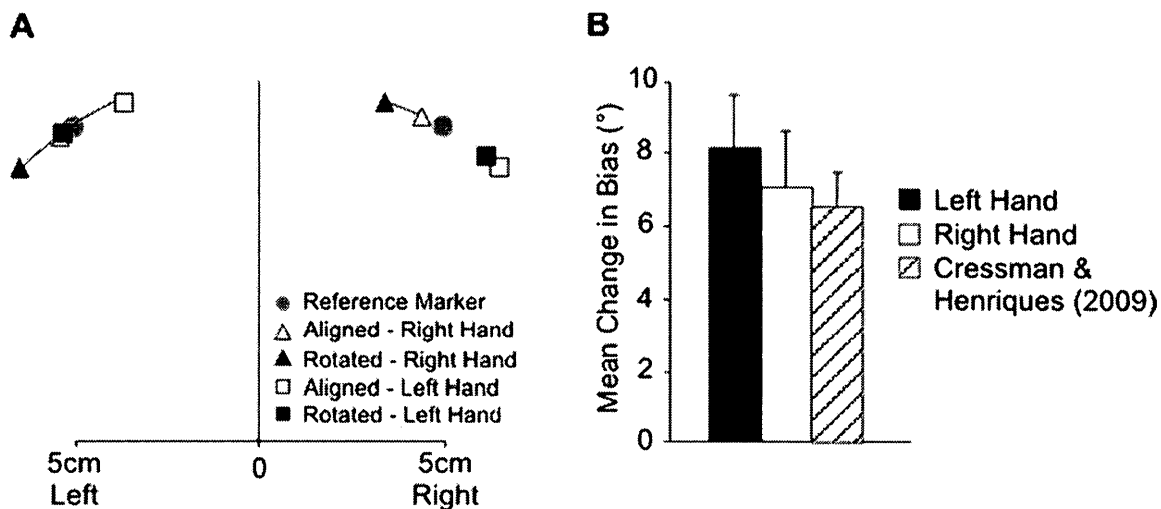 A
Reference Marker
Aligned - Right Hand
Rotated - Right Hand
Aligned - Left Hand
Rotated - Left Hand
5cm
Left
0
5cm
Right
B
Mean Change in Bias (°)
10
8
6
4
2
0
Left Hand
Right Hand
Cressman &
Henriques (2009)